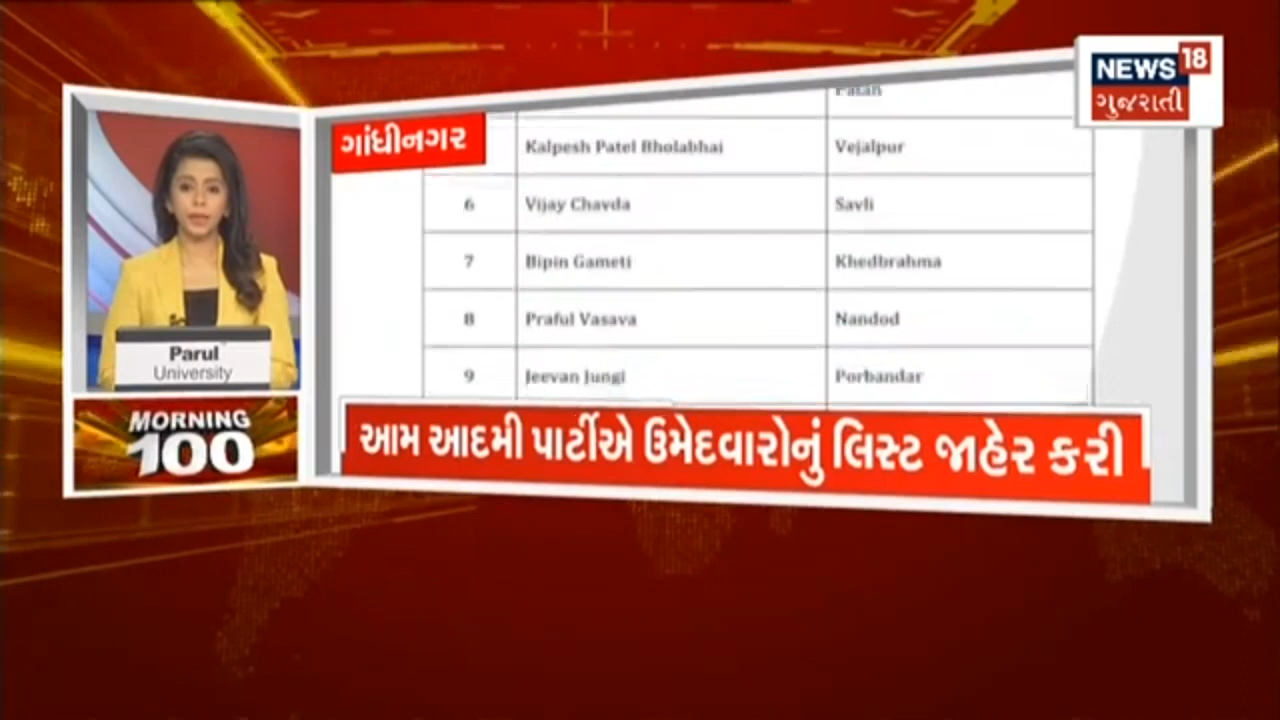 NEWS 18
ગુજરાતી
ગાંધીનગર
Patan
Kalpesh Patel Bholabhai Vejalpur
6 Vijay Chavda Savli
7 Bipin Gameti Khedbrahma
8 Praful Vasava Nandod
9 Jeevan Jungi Porbandar
Parul
University
MORNING
100
આમ આદમી પાર્ટીએ ઉમેદવારોનું લિસ્ટ જાહેર કરી